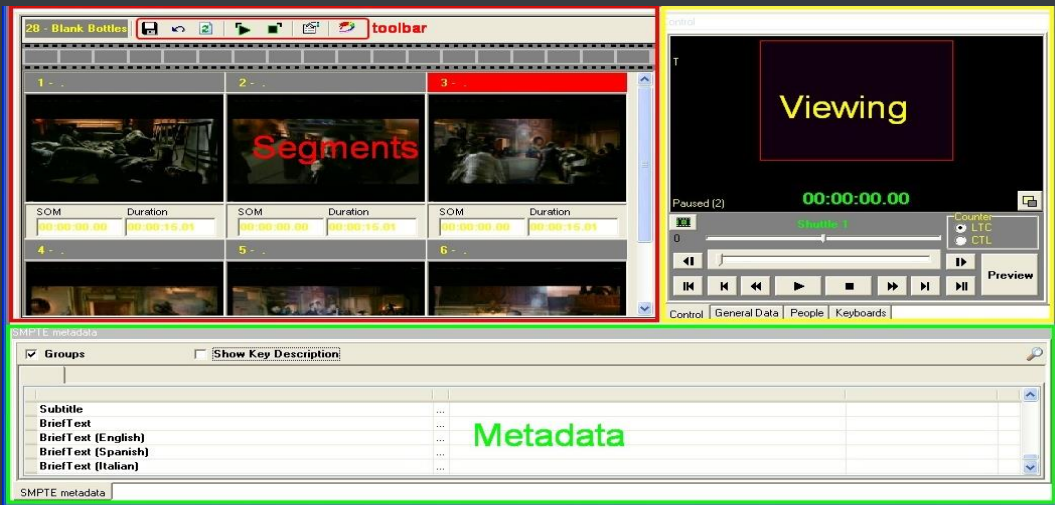 28 - Blank Bottles
toolbar
1 - .
2 - .
3 - .
Segments
SOM Duration
00:00:00.00 00:00:16.01
SOM Duration
00:00:00.00 00:00:16.01
SOM Duration
00:00:00.00 00:00:16.01
4 - .
5 - .
6 - .
ontrol
T
Viewing
Paused (2)
00:00:00.00
Shuttle 1
0
Counter
LTC
CTL
Preview
Control General Data People Keyboards
SMPTE metadata
Groups Show Key Description
Subtitle ...
BriefText ...
BriefText (English) ...
BriefText (Spanish) ...
BriefText (Italian) ...
Metadata
SMPTE metadata